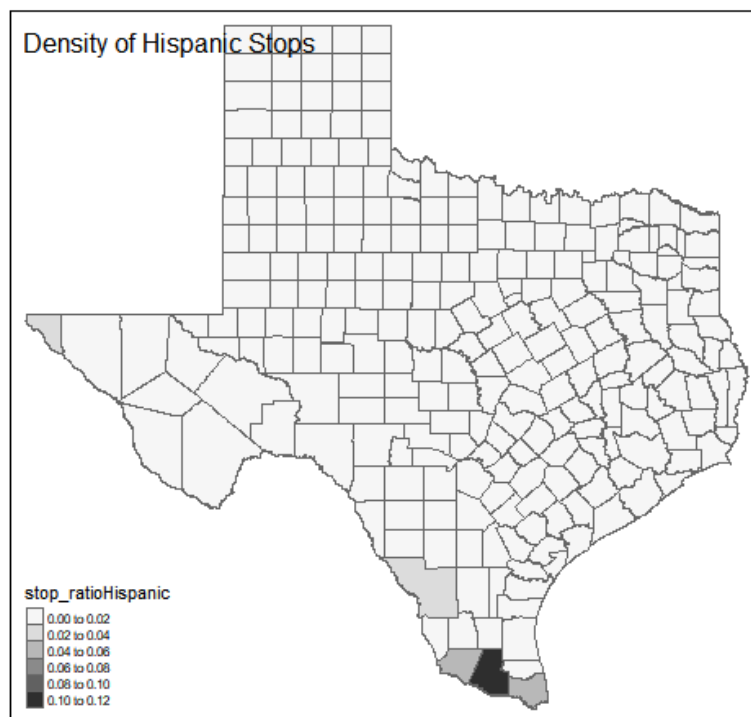 Density of Hispanic Stops
stop_ratioHispanic
0.00 to 0.02
0.02 to 0.04
0.04 to 0.06
0.06 to 0.08
0.08 to 0.10
0.10 to 0.12